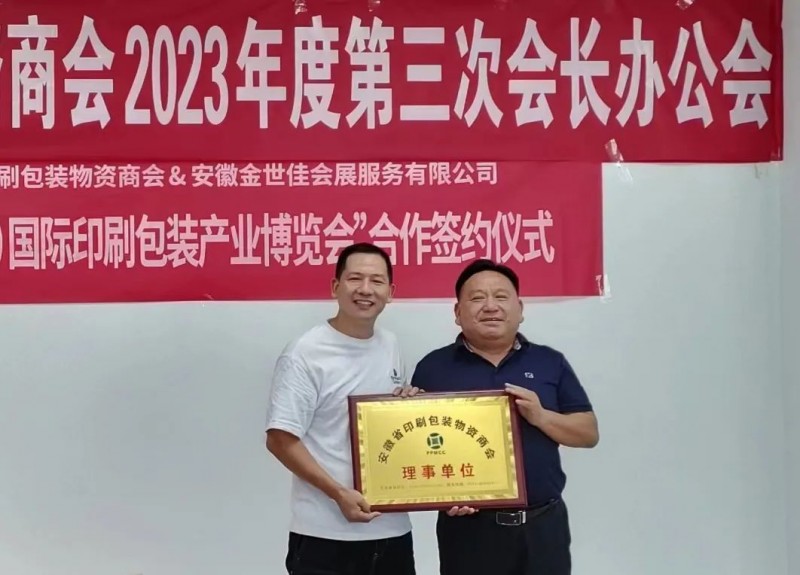 商会2023年度第三次会长办公会
刷包装物资商会&安徽金世佳会展服务有限公司
）国际印刷包装产业博览会”合作签约仪式
安徽省印刷包装物资商会
PPMCC
理事单位